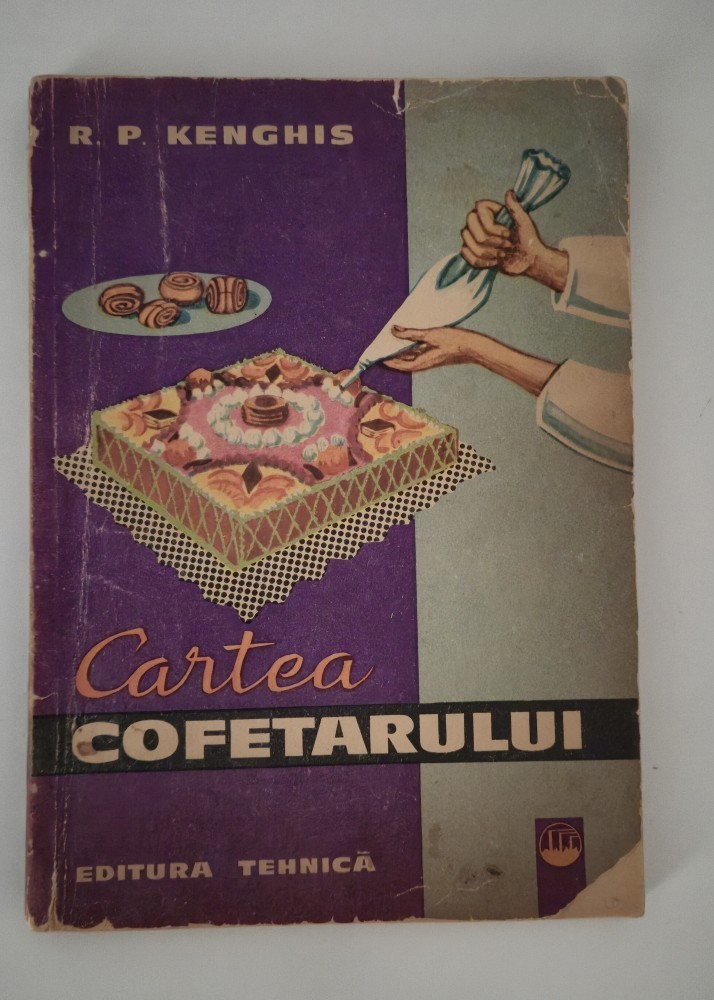 R. P. KENGHIS
Cartea
COFETARULUI
EDITURA TEHNICĂ